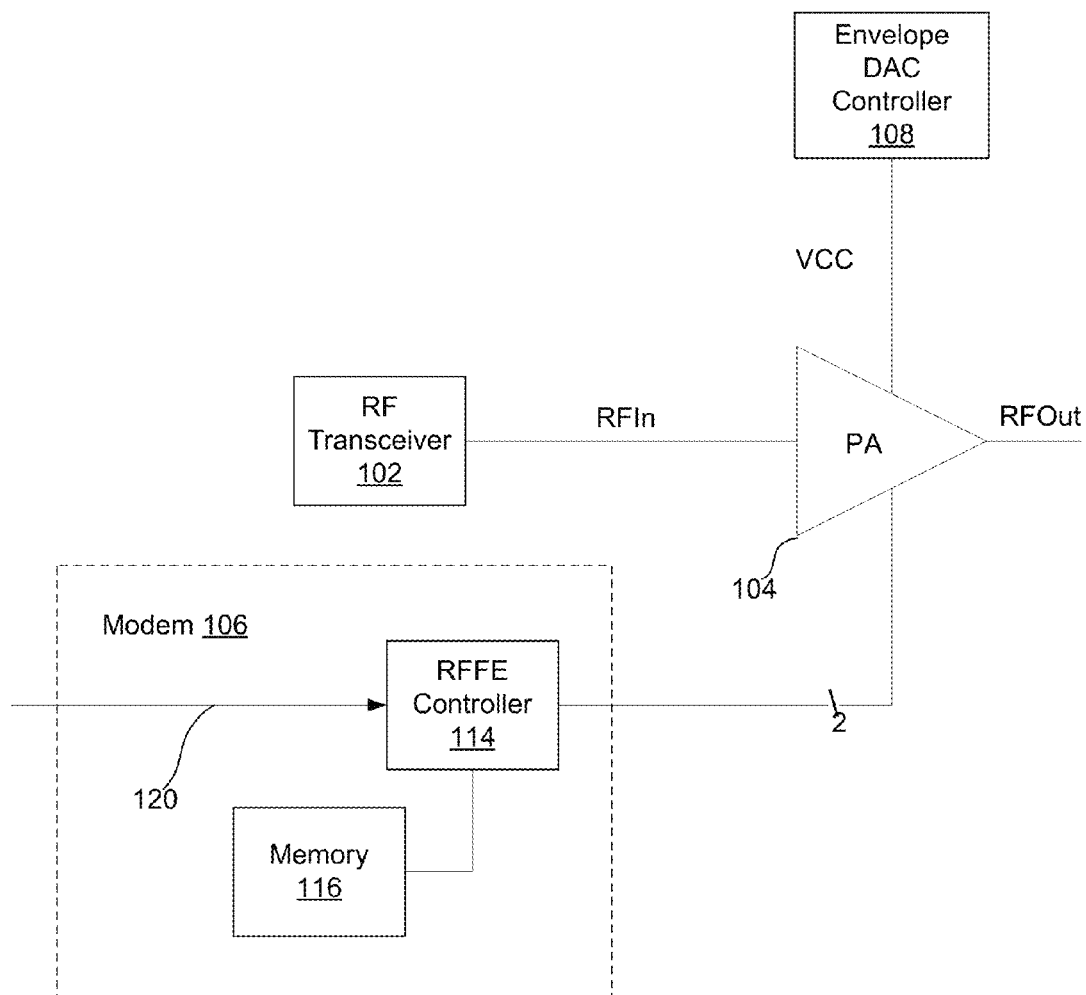 Envelope
DAC
Controller
108
VCC
RF
Transceiver
102
RFIn
PA
RFOut
104
Modem 106
RFFE
Controller
114
2
120
Memory
116